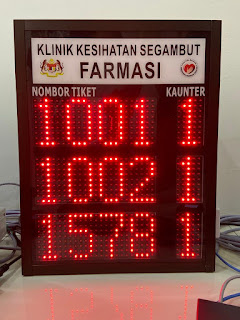 KLINIK KESIHATAN SEGAMBUT
FARMASI
NOMBOR TIKET KAUNTER
1001 1
1002 1
1578 1